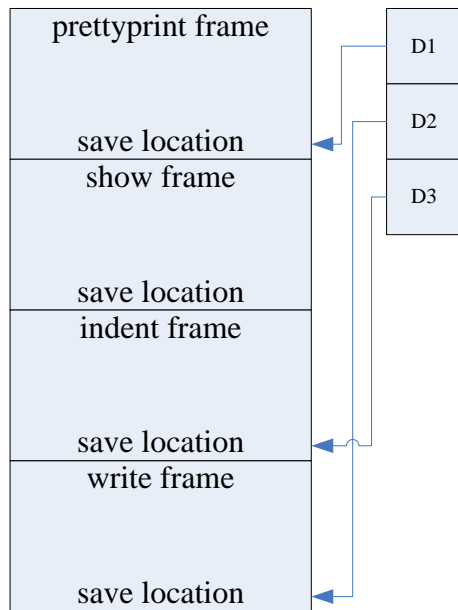 prettyprint frame
save location
show frame
save location
indent frame
save location
write frame
save location
D1
D2
D3